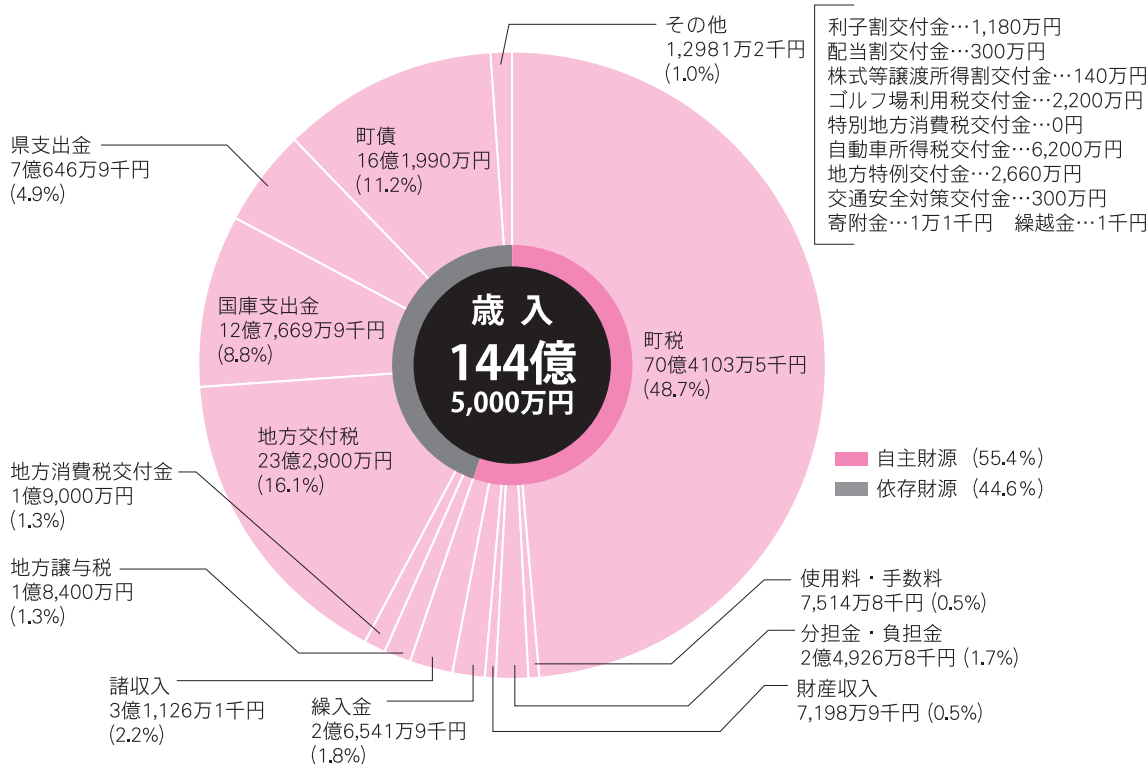 その他
1,2981万2千円
(1.0%)
利子割交付金…1,180万円
配当割交付金…300万円
株式等譲渡所得割交付金…140万円
ゴルフ場利用税交付金…2,200万円
特別地方消費税交付金…0円
自動車所得税交付金…6,200万円
地方特例交付金…2,660万円
交通安全対策交付金…300万円
寄附金…1万1千円　繰越金…1千円
県支出金
7億646万9千円
(4.9%)
町債
16億1,990万円
(11.2%)
国庫支出金
12億7,669万9千円
(8.8%)
歳 入
144億
5,000万円
町税
70億4103万5千円
(48.7%)
地方交付税
23億2,900万円
(16.1%)
自主財源 (55.4%)
依存財源 (44.6%)
地方消費税交付金
1億9,000万円
(1.3%)
地方譲与税
1億8,400万円
(1.3%)
諸収入
3億1,126万1千円
(2.2%)
繰入金
2億6,541万9千円
(1.8%)
使用料・手数料
7,514万8千円 (0.5%)
分担金・負担金
2億4,926万8千円 (1.7%)
財産収入
7,198万9千円 (0.5%)